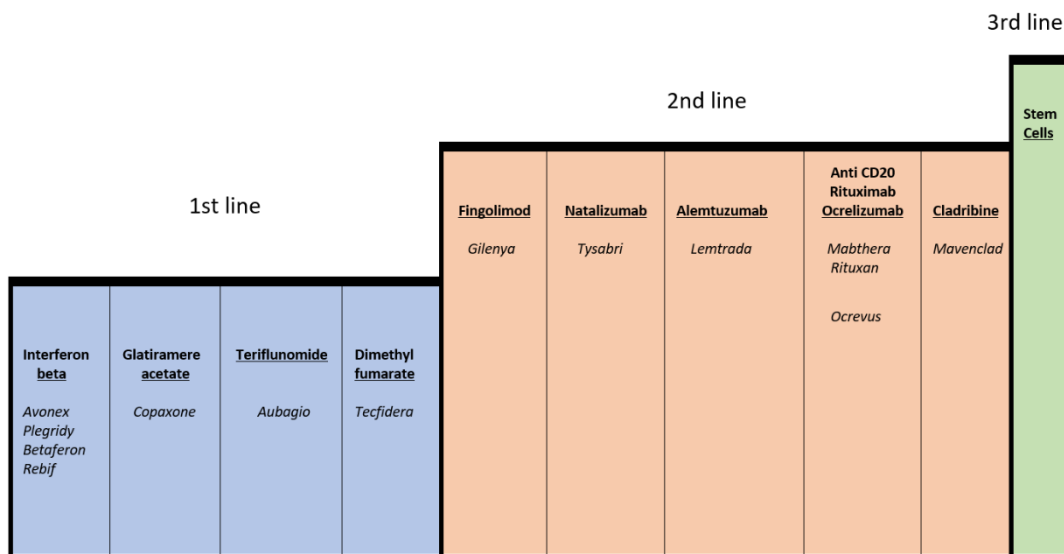 3rd line
2nd line
1st line
Stem
Cells
Anti CD20
Rituximab
Fingolimod
Natalizumab
Alemtuzumab
Ocrelizumab
Cladribine
Gilenya
Tysabri
Lemtrada
Mabthera
Rituxan
Ocrevus
Mavenclad
Interferon
beta
Avonex
Plegridy
Betaferon
Rebif
Glatiramere
acetate
Copaxone
Teriflunomide
Aubagio
Dimethyl
fumarate
Tecfidera